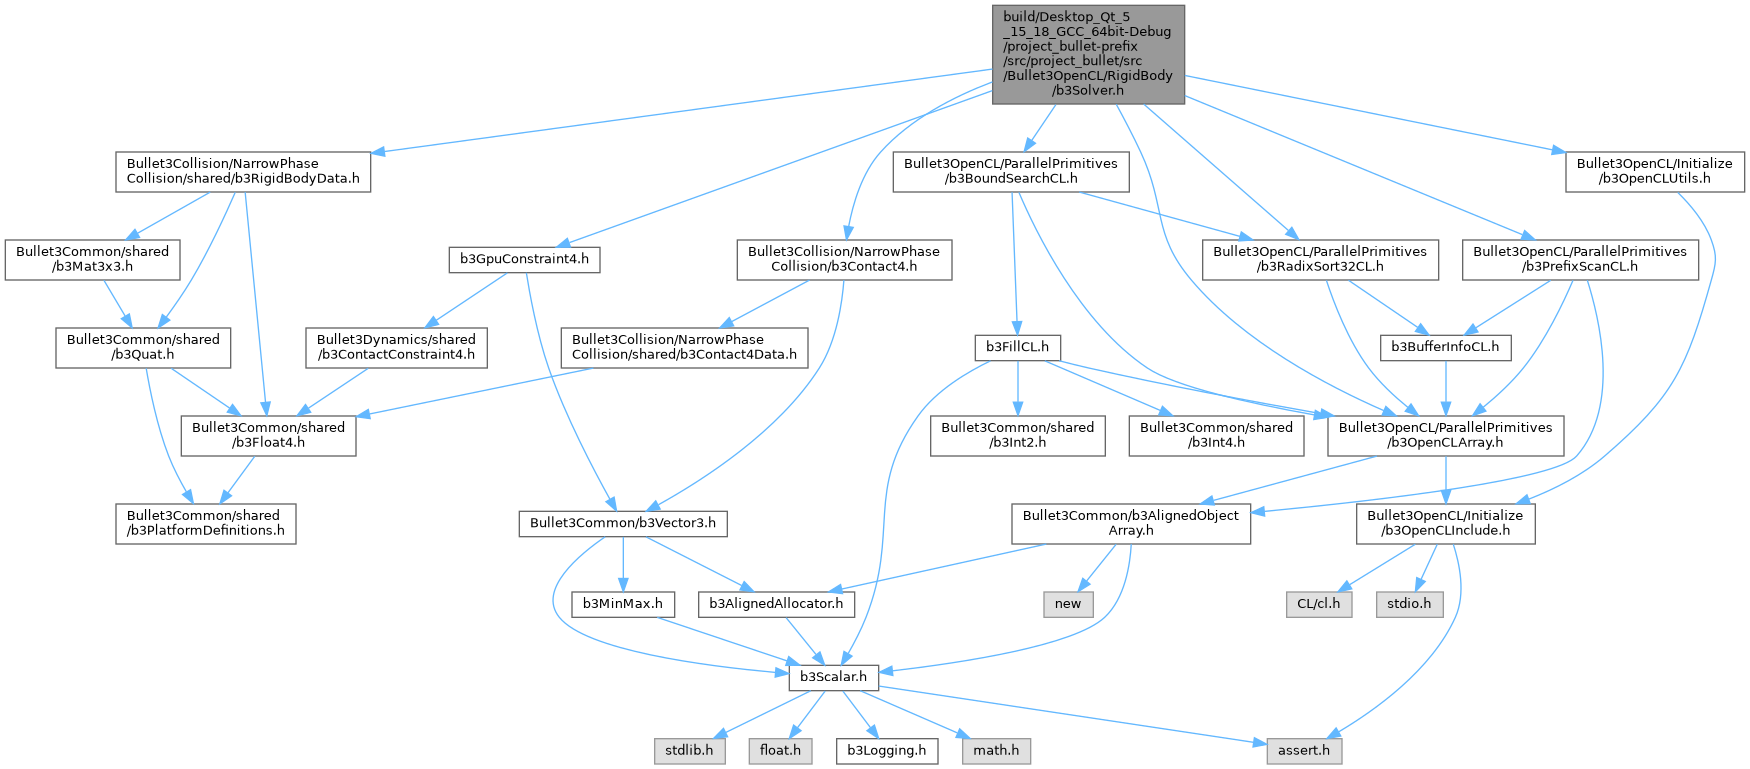 build/Desktop_Qt_5
_15_18_GCC_64bit-Debug
/project_bullet-prefix
/src/project_bullet/src
/Bullet3OpenCL/RigidBody
/b3Solver.h
Bullet3Collision/NarrowPhase
Collision/shared/b3RigidBodyData.h
Bullet3OpenCL/ParallelPrimitives
/b3BoundSearchCL.h
Bullet3OpenCL/Initialize
/b3OpenCLUtils.h
Bullet3Common/shared
/b3Mat3x3.h
b3GpuConstraint4.h
Bullet3Collision/NarrowPhase
Collision/b3Contact4.h
Bullet3OpenCL/ParallelPrimitives
/b3RadixSort32CL.h
Bullet3OpenCL/ParallelPrimitives
/b3PrefixScanCL.h
Bullet3Common/shared
/b3Quat.h
Bullet3Dynamics/shared
/b3ContactConstraint4.h
Bullet3Collision/NarrowPhase
Collision/shared/b3Contact4Data.h
b3FillCL.h
b3BufferInfoCL.h
Bullet3Common/shared
/b3Float4.h
Bullet3Common/shared
/b3Int2.h
Bullet3Common/shared
/b3Int4.h
Bullet3OpenCL/ParallelPrimitives
/b3OpenCLArray.h
Bullet3Common/shared
/b3PlatformDefinitions.h
Bullet3Common/b3Vector3.h
Bullet3Common/b3AlignedObject
Array.h
Bullet3OpenCL/Initialize
/b3OpenCLInclude.h
b3MinMax.h
b3AlignedAllocator.h
new
CL/cl.h
stdio.h
b3Scalar.h
stdlib.h
float.h
b3Logging.h
math.h
assert.h